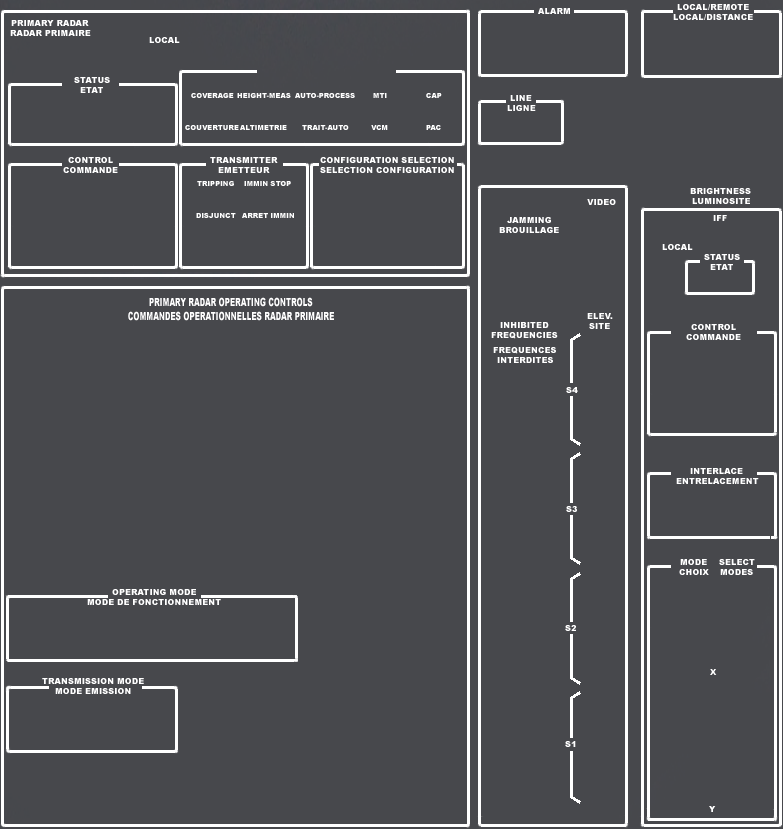 PRIMARY RADAR
RADAR PRIMAIRE
LOCAL
STATUS
ETAT
COVERAGE HEIGHT-MEAS AUTO-PROCESS MTI CAP
COUVERTURE ALTIMETRIE TRAIT-AUTO VCM PAC
CONTROL
COMMANDE
TRANSMITTER
EMETTEUR
TRIPPING IMMIN STOP
DISJUNCT ARRET IMMIN
CONFIGURATION SELECTION
SELECTION CONFIGURATION
PRIMARY RADAR OPERATING CONTROLS
COMMANDES OPERATIONNELLES RADAR PRIMAIRE
OPERATING MODE
MODE DE FONCTIONNEMENT
TRANSMISSION MODE
MODE EMISSION
ALARM
LINE
LIGNE
VIDEO
JAMMING
BROUILLAGE
ELEV.
SITE
INHIBITED
FREQUENCIES
FREQUENCES
INTERDITES
S4
S3
S2
S1
LOCAL/REMOTE
LOCAL/DISTANCE
BRIGHTNESS
LUMINOSITE
IFF
LOCAL
STATUS
ETAT
CONTROL
COMMANDE
INTERLACE
ENTRELACEMENT
MODE SELECT
CHOIX MODES
X
Y